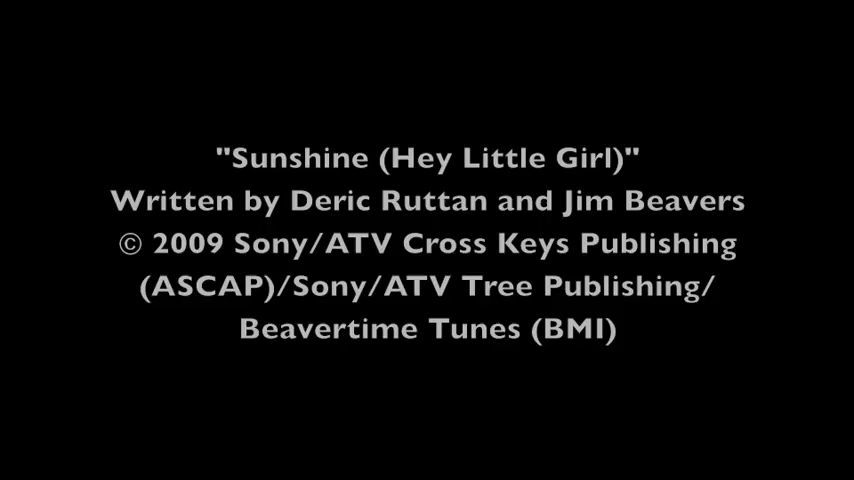 "Sunshine (Hey Little Girl)"
Written by Deric Ruttan and Jim Beavers
© 2009 Sony/ATV Cross Keys Publishing
(ASCAP)/Sony/ATV Tree Publishing/
Beavertime Tunes (BMI)